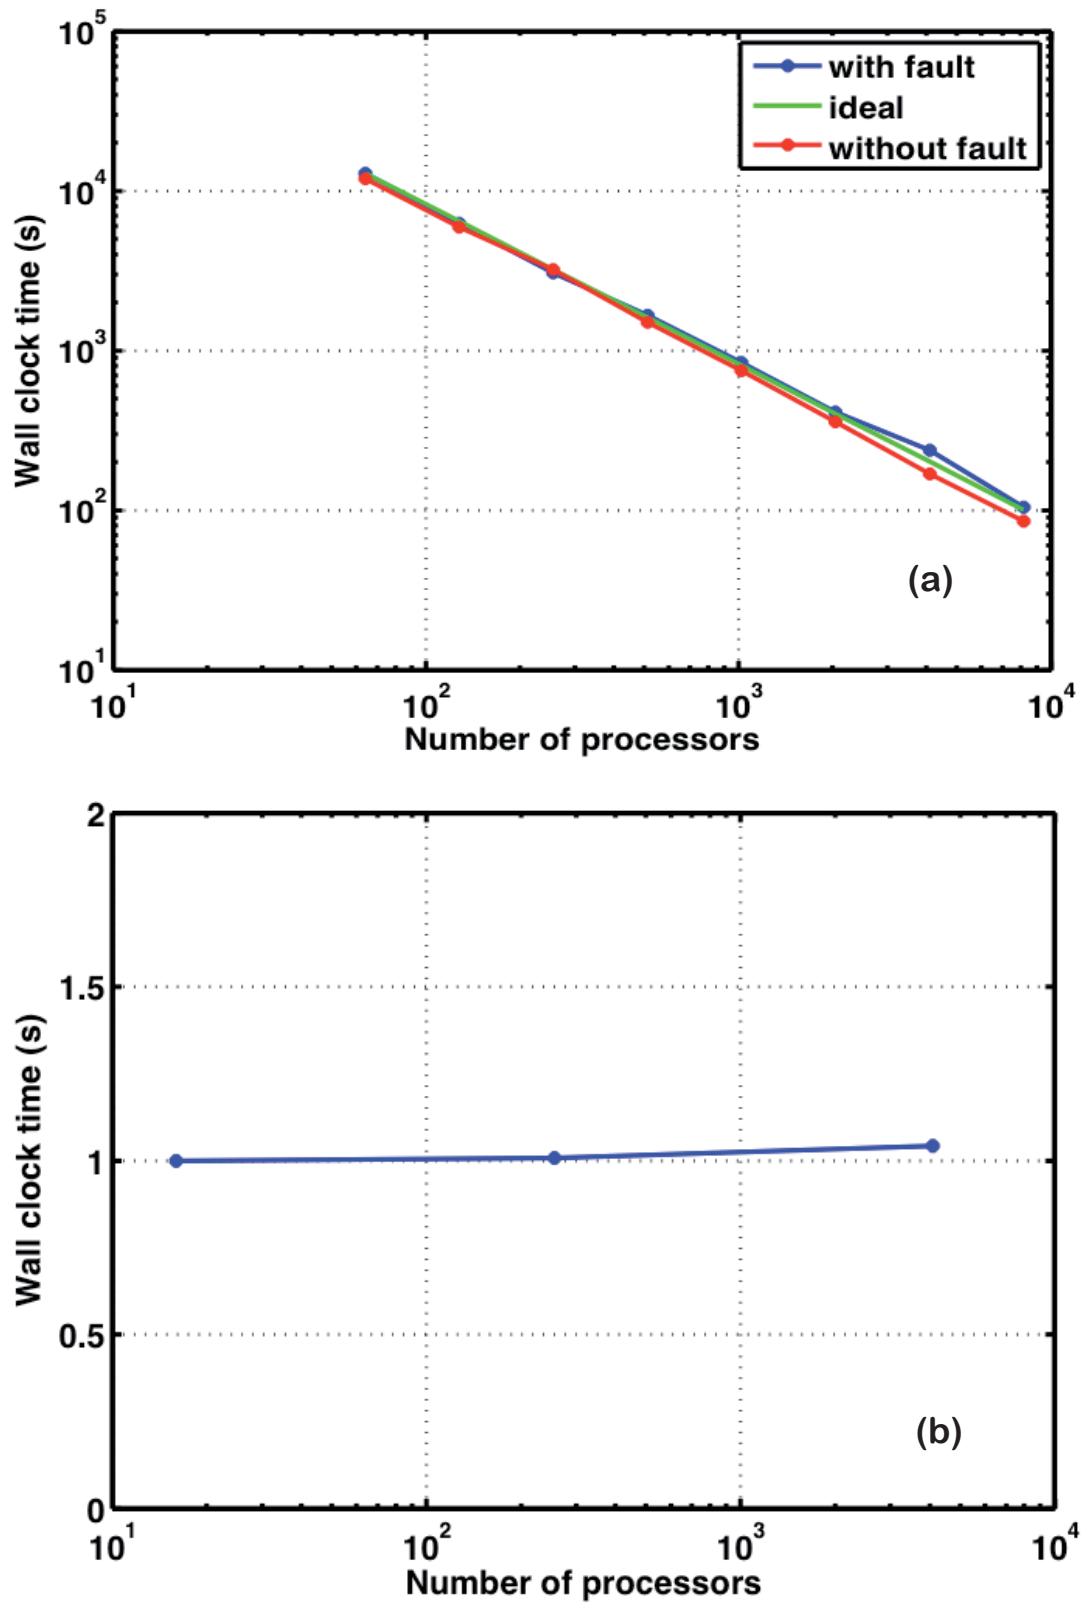 10^5
with fault
ideal
without fault
10^4
Wall clock time (s)
10^3
10^2
(a)
10^1
10^1 10^2 10^3 10^4
Number of processors
2
1.5
Wall clock time (s)
1
0.5
(b)
0
10^1 10^2 10^3 10^4
Number of processors